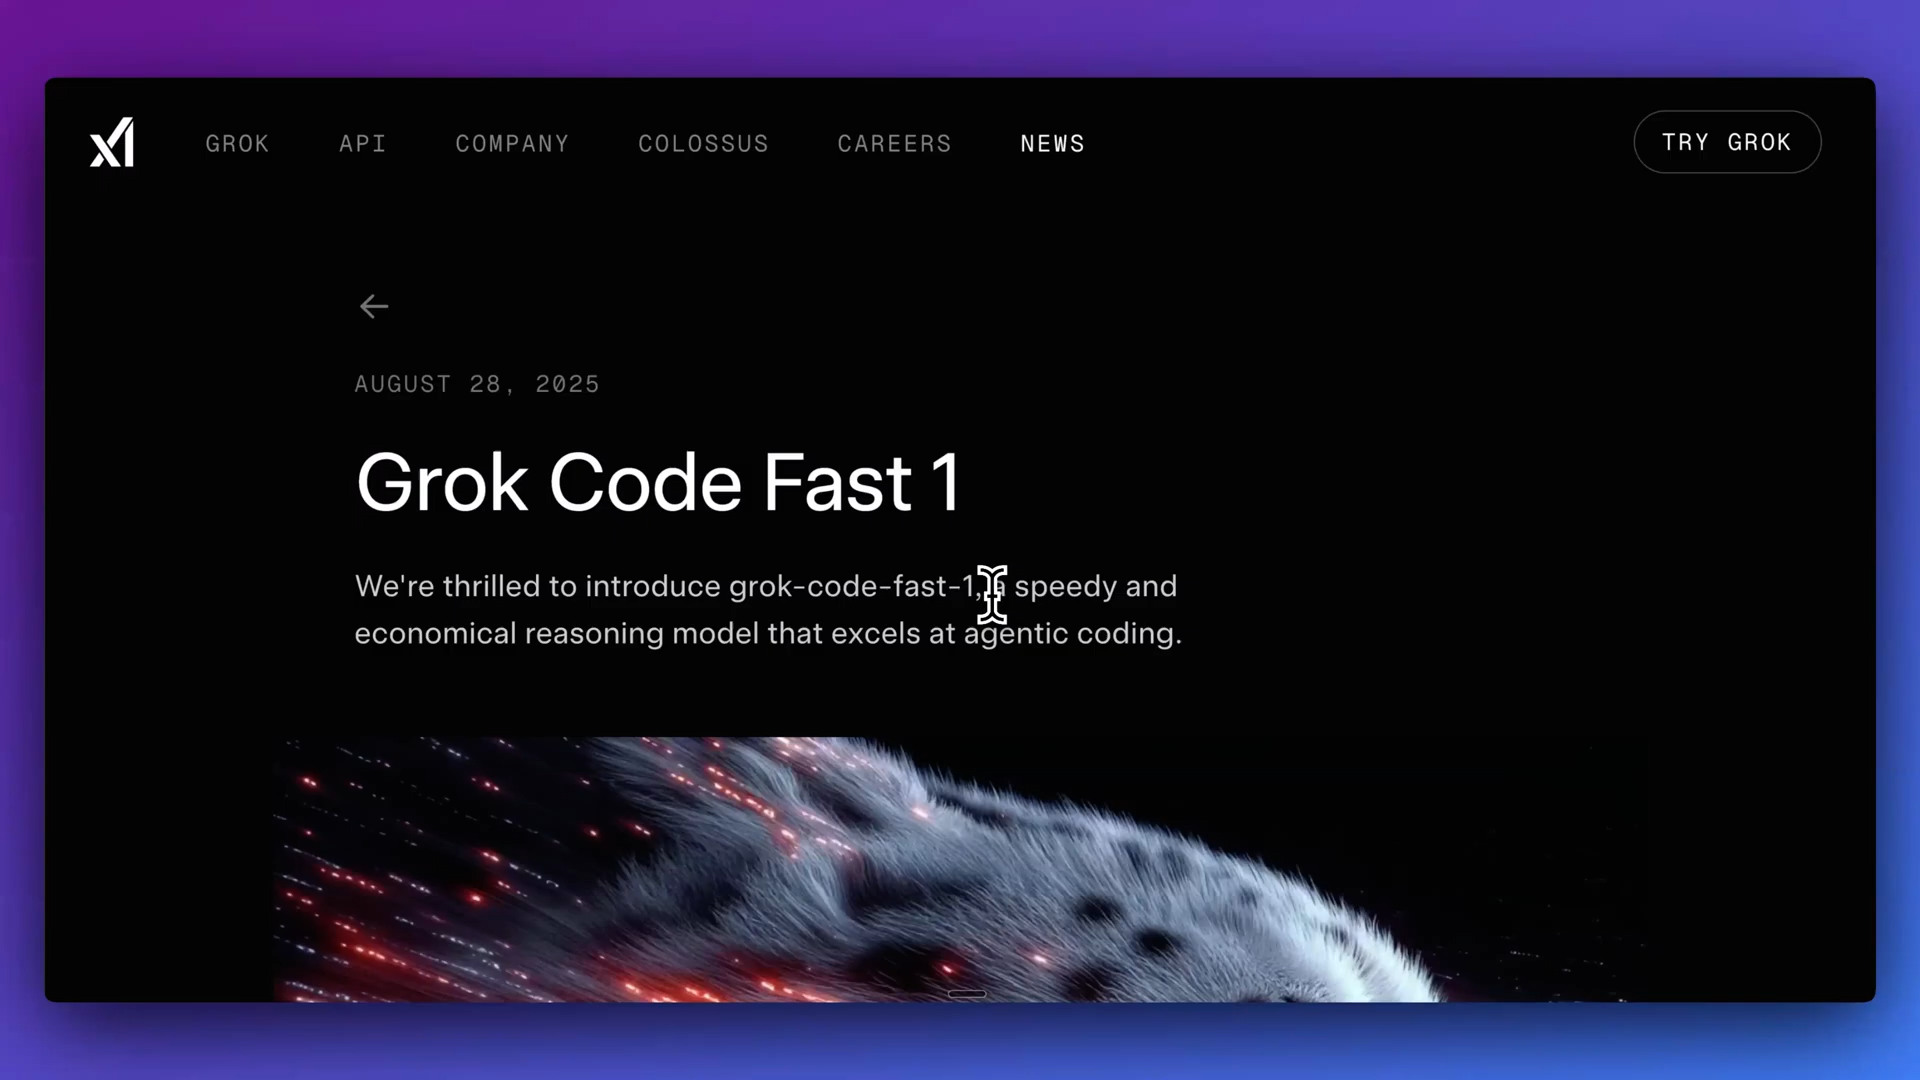 xI GROK API COMPANY COLOSSUS CAREERS NEWS TRY GROK
AUGUST 28, 2025
Grok Code Fast 1
We're thrilled to introduce grok-code-fast-1, a speedy and
economical reasoning model that excels at agentic coding.